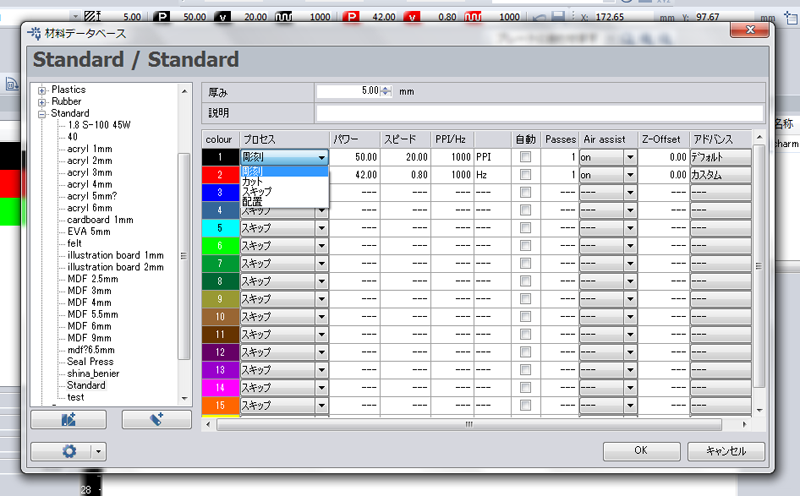 5.00 P 50.00 v 20.00 1000 P 42.00 v 0.80 1000 X: 172.65 mm Y: 97.67
材料データベース
Standard / Standard
Plastics
Rubber
Standard
1.8 S-100 45W
40
acryl 1mm
acryl 2mm
acryl 3mm
acryl 4mm
acryl 5mm?
acryl 6mm
cardboard 1mm
EVA 5mm
felt
illustration board 1mm
illustration board 2mm
MDF 2.5mm
MDF 3mm
MDF 4mm
MDF 5.5mm
MDF 6mm
MDF 9mm
mdf?6.5mm
Seal Press
shina_benier
Standard
test
厚み 5.00 mm
説明
colour プロセス パワー スピード PPI/Hz 自動 Passes Air assist Z-Offset アドバンス
1 彫刻 50.00 20.00 1000 PPI 1 on 0.00 デフォルト
2 42.00 0.80 1000 Hz 1 on 0.00 カスタム
彫刻
カット
スキップ
配置
3 --- --- --- --- --- --- ---
4 スキップ --- --- --- --- --- --- ---
5 スキップ --- --- --- --- --- --- ---
6 スキップ --- --- --- --- --- --- ---
7 スキップ --- --- --- --- --- --- ---
8 スキップ --- --- --- --- --- --- ---
9 スキップ --- --- --- --- --- --- ---
10 スキップ --- --- --- --- --- --- ---
11 スキップ --- --- --- --- --- --- ---
12 スキップ --- --- --- --- --- --- ---
13 スキップ --- --- --- --- --- --- ---
14 スキップ --- --- --- --- --- --- ---
15 スキップ --- --- --- --- --- --- ---
OK キャンセル
名称
charm
28